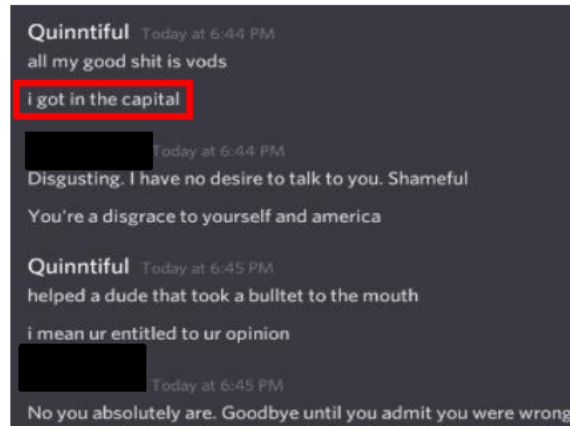 Quinntiful Today at 6:44 PM
all my good shit is vods
i got in the capital
Today at 6:44 PM
Disgusting. I have no desire to talk to you. Shameful
You're a disgrace to yourself and america
Quinntiful Today at 6:45 PM
helped a dude that took a bulltet to the mouth
i mean ur entitled to ur opinion
Today at 6:45 PM
No you absolutely are. Goodbye until you admit you were wrong